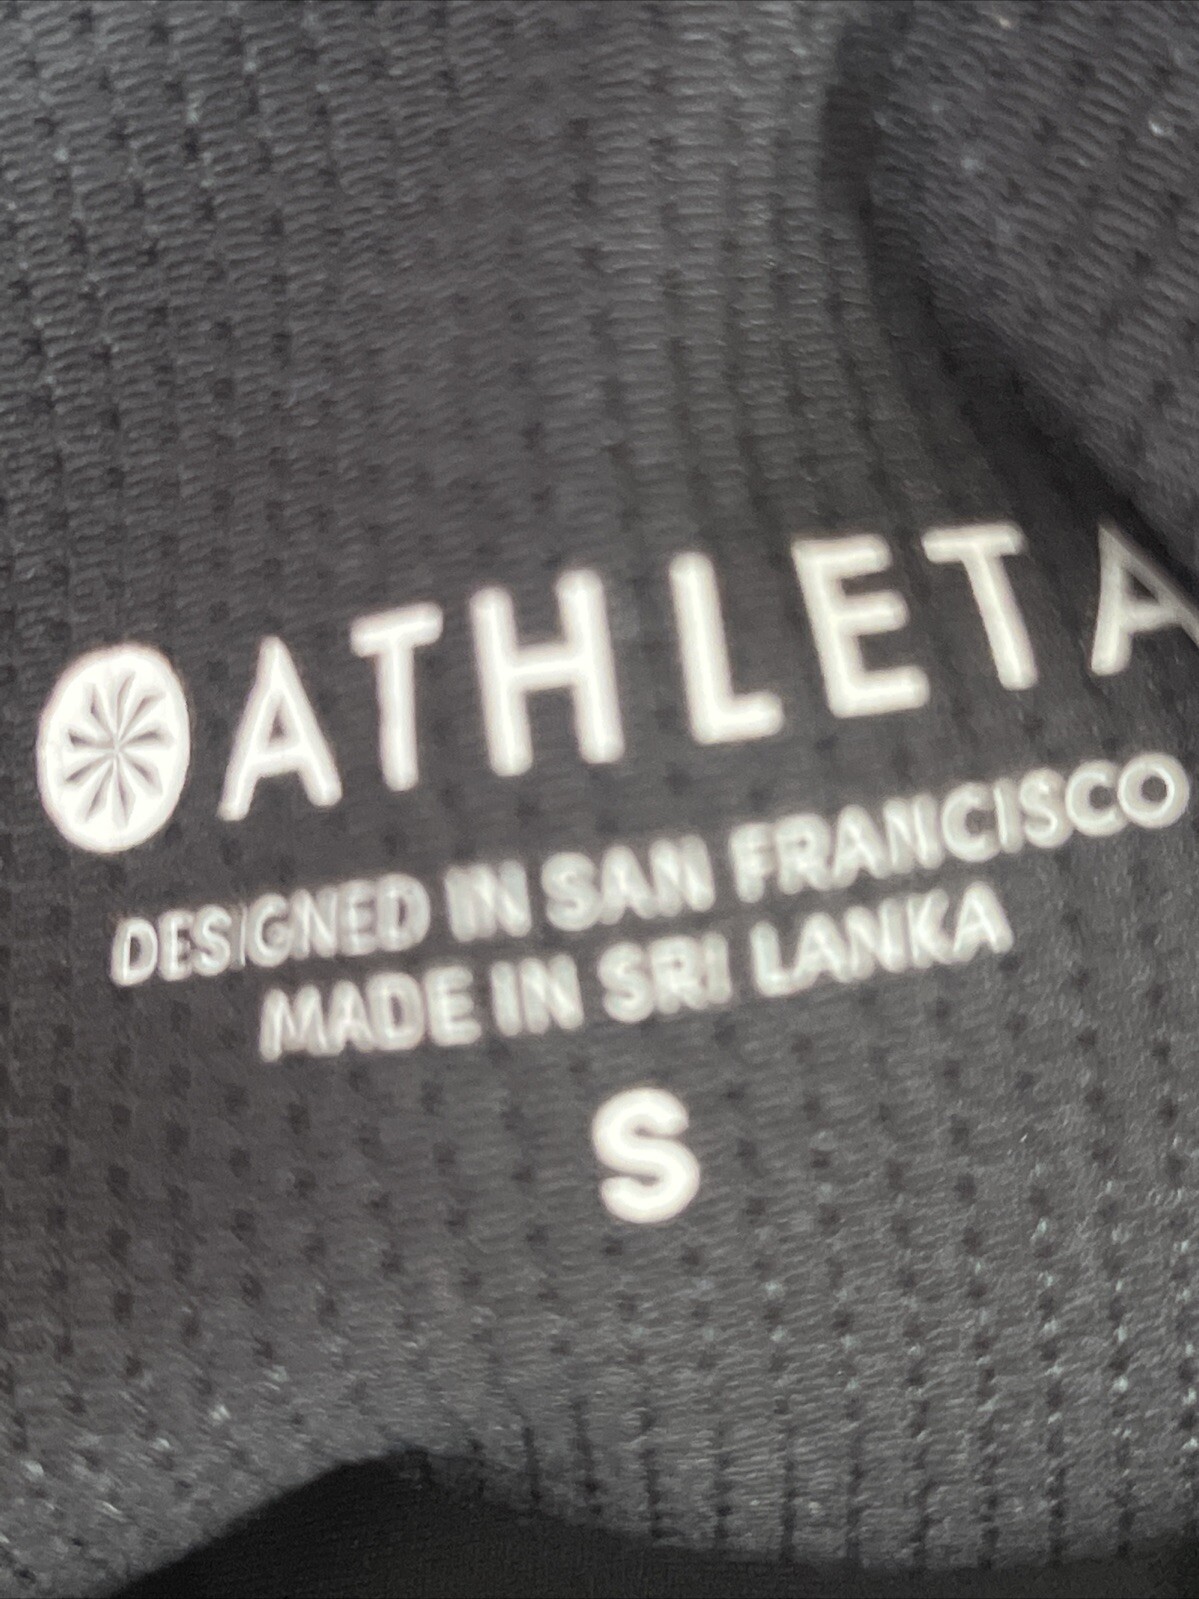 ATHLETA
DESIGNED IN SAN FRANCISCO
MADE IN SRI LANKA
S